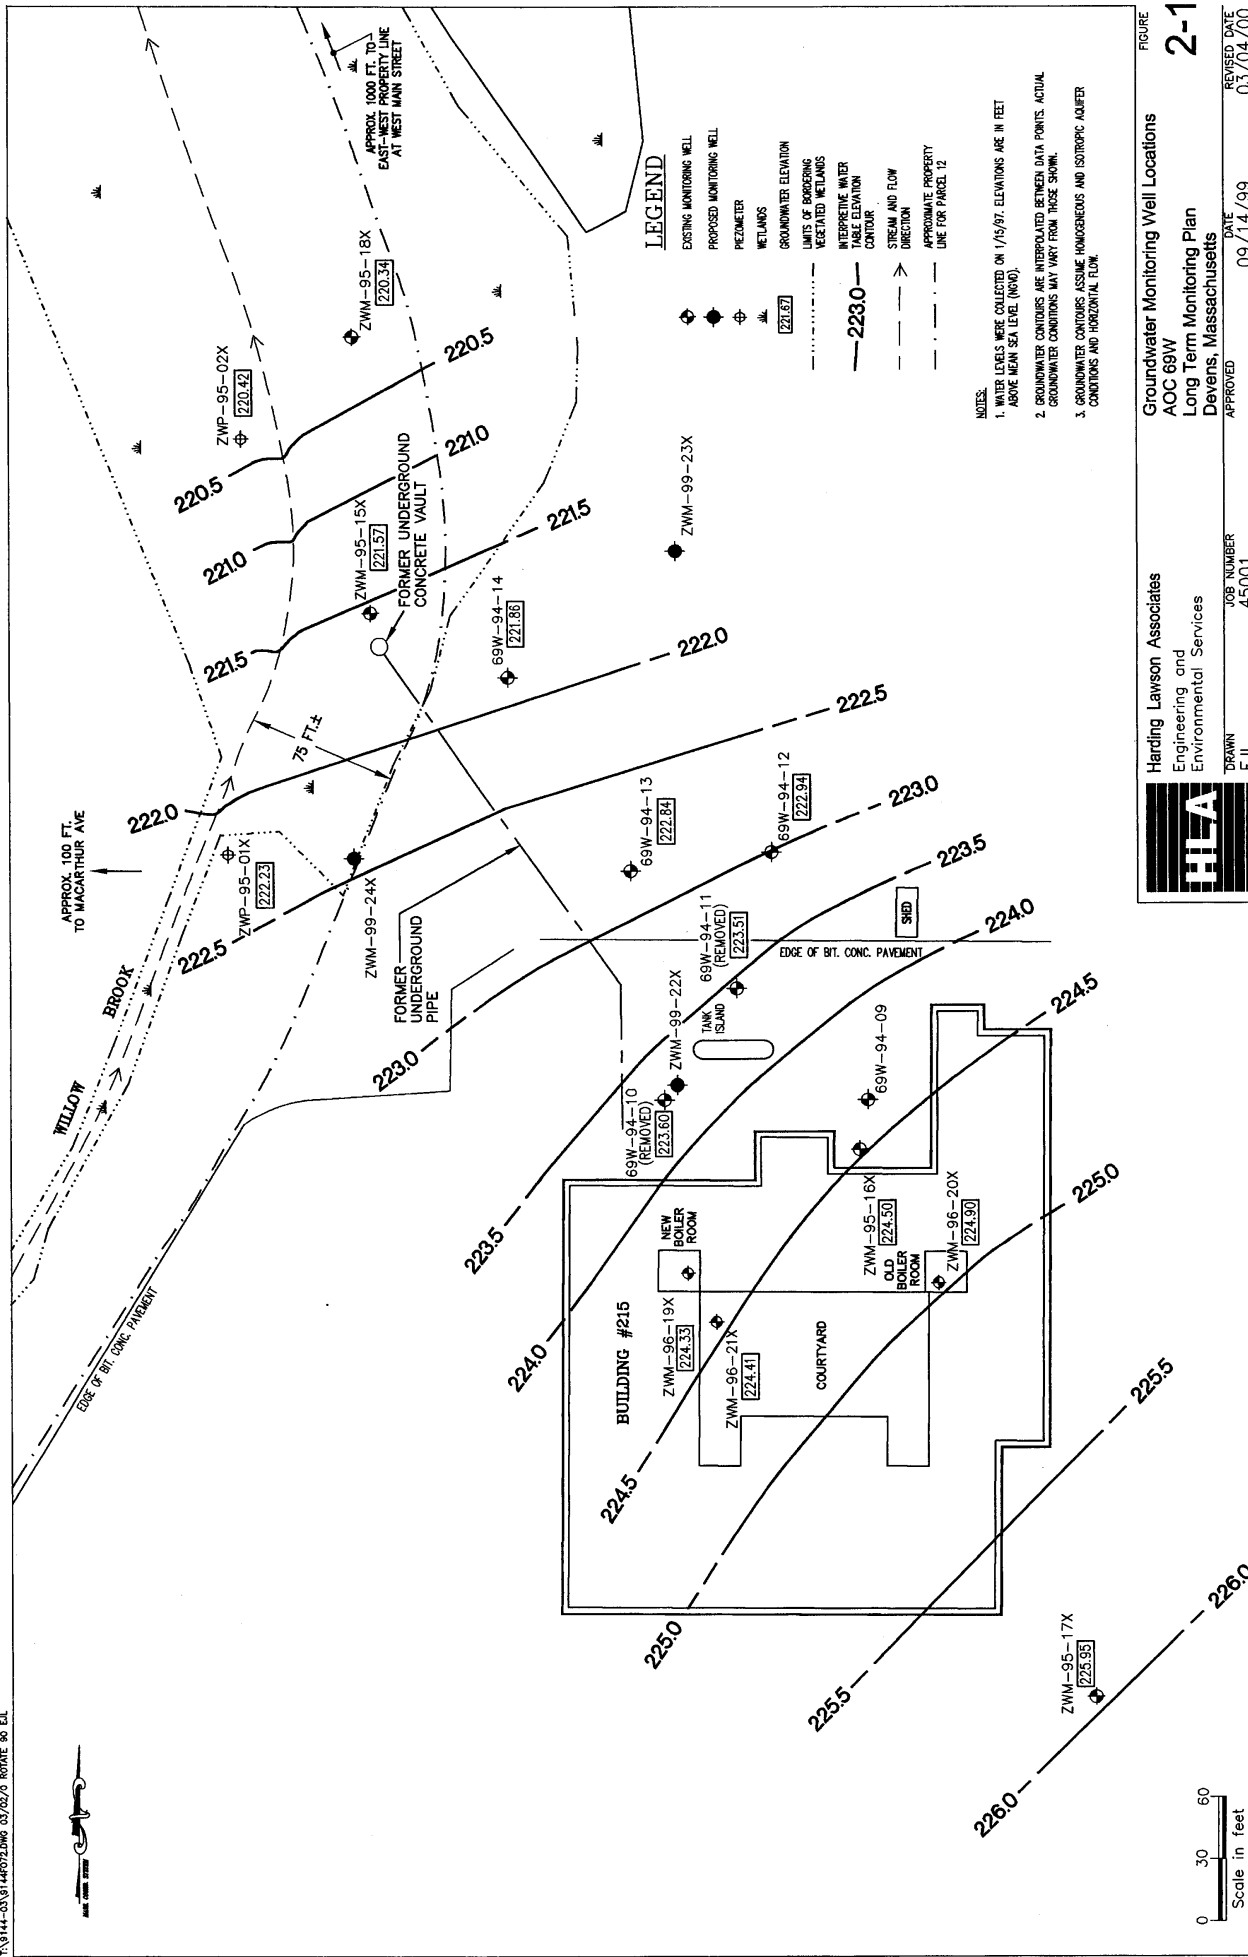 T:\9144-03\9144F072.DWG 03/02/0 ROTATE 90 EJL
APPROX. 100 FT.
TO MACARTHUR AVE
WILLOW
BROOK
EDGE OF BIT. CONC. PAVEMENT
ZWP-95-01X
222.23
ZWM-99-24X
75 FT.±
ZWP-95-02X
220.42
ZWM-95-18X
220.34
APPROX. 1000 FT. TO
EAST-WEST PROPERTY LINE
AT WEST MAIN STREET
ZWM-95-15X
221.57
FORMER UNDERGROUND
CONCRETE VAULT
69W-94-14
221.86
ZWM-99-23X
FORMER
UNDERGROUND
PIPE
69W-94-13
222.84
69W-94-12
222.94
69W-94-11
(REMOVED)
223.51
SHED
EDGE OF BIT. CONC. PAVEMENT
TANK
ISLAND
ZWM-99-22X
69W-94-10
(REMOVED)
223.60
69W-94-09
ZWM-95-16X
224.50
NEW
BOILER
ROOM
OLD
BOILER
ROOM
ZWM-96-20X
224.90
BUILDING #215
ZWM-96-19X
224.33
ZWM-96-21X
224.41
COURTYARD
ZWM-95-17X
225.95
220.5
220.5
221.0
221.0
221.5
221.5
222.0
222.0
222.5
222.5
223.0
223.0
223.5
223.5
224.0
224.0
224.5
224.5
225.0
225.0
225.5
225.5
226.0
226.0
LEGEND
EXISTING MONITORING WELL
PROPOSED MONITORING WELL
PIEZOMETER
WETLANDS
221.67
GROUNDWATER ELEVATION
LIMITS OF BORDERING
VEGETATED WETLANDS
223.0
INTERPRETIVE WATER
TABLE ELEVATION
CONTOUR
STREAM AND FLOW
DIRECTION
APPROXIMATE PROPERTY
LINE FOR PARCEL 12
NOTES:
1. WATER LEVELS WERE COLLECTED ON 1/15/97. ELEVATIONS ARE IN FEET
ABOVE MEAN SEA LEVEL (NGVD).
2. GROUNDWATER CONTOURS ARE INTERPOLATED BETWEEN DATA POINTS. ACTUAL
GROUNDWATER CONDITIONS MAY VARY FROM THOSE SHOWN.
3. GROUNDWATER CONTOURS ASSUME HOMOGENEOUS AND ISOTROPIC AQUIFER
CONDITIONS AND HORIZONTAL FLOW.
0 30 60
Scale in feet
HLA
Harding Lawson Associates
Engineering and
Environmental Services
Groundwater Monitoring Well Locations
AOC 69W
Long Term Monitoring Plan
Devens, Massachusetts
FIGURE
2-1
DRAWN
EJL
JOB NUMBER
45001
APPROVED
DATE
09/14/99
REVISED DATE
03/04/00